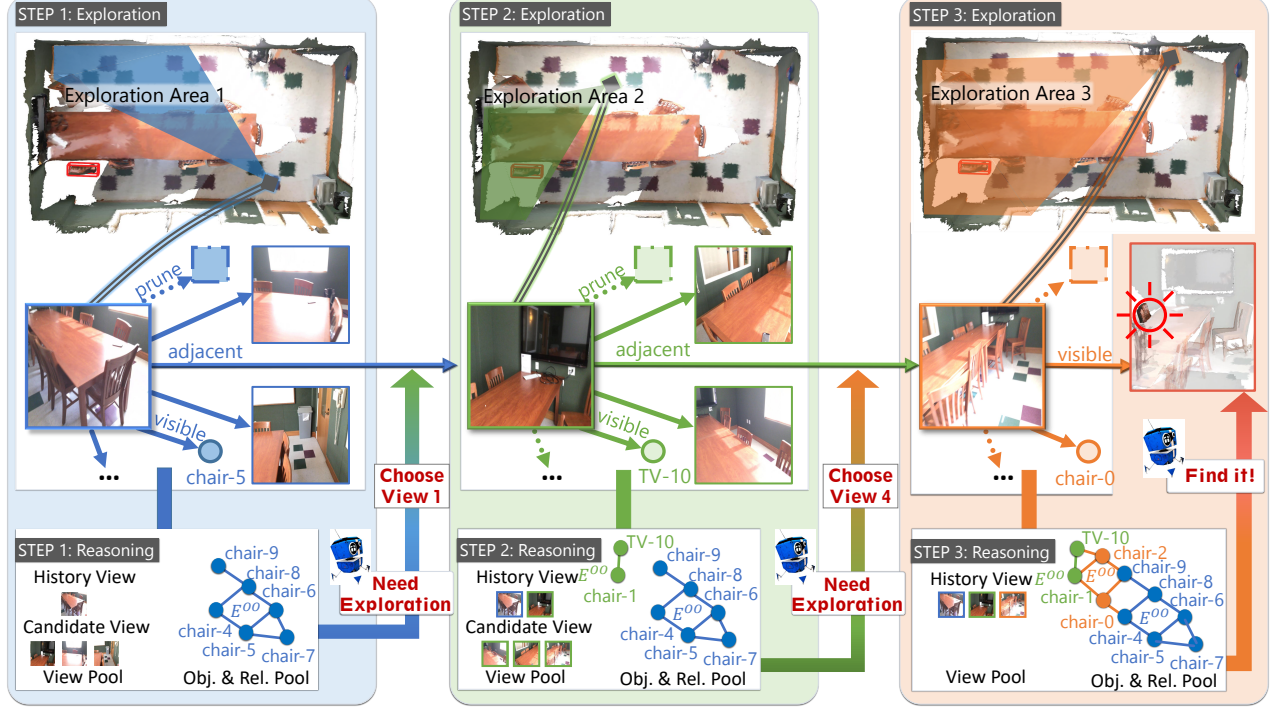 STEP 1: Exploration
Exploration Area 1
prune
adjacent
visible
...
chair-5
Choose
View 1
STEP 1: Reasoning
History View
Candidate View
View Pool
chair-9
chair-8
chair-6
E^OO
chair-4
chair-5
chair-7
Obj. & Rel. Pool
Need
Exploration
STEP 2: Exploration
Exploration Area 2
prune
adjacent
visible
...
TV-10
Choose
View 4
STEP 2: Reasoning
History View
Candidate View
View Pool
TV-10
E^OO
chair-1
chair-9
chair-8
chair-6
E^OO
chair-4
chair-5
chair-7
Obj. & Rel. Pool
Need
Exploration
STEP 3: Exploration
Exploration Area 3
visible
...
chair-0
Find it!
STEP 3: Reasoning
History View
View Pool
TV-10
chair-2
E^OO
E^OO
chair-9
chair-1
chair-8
chair-0
chair-6
E^OO
chair-4
chair-5
chair-7
Obj. & Rel. Pool